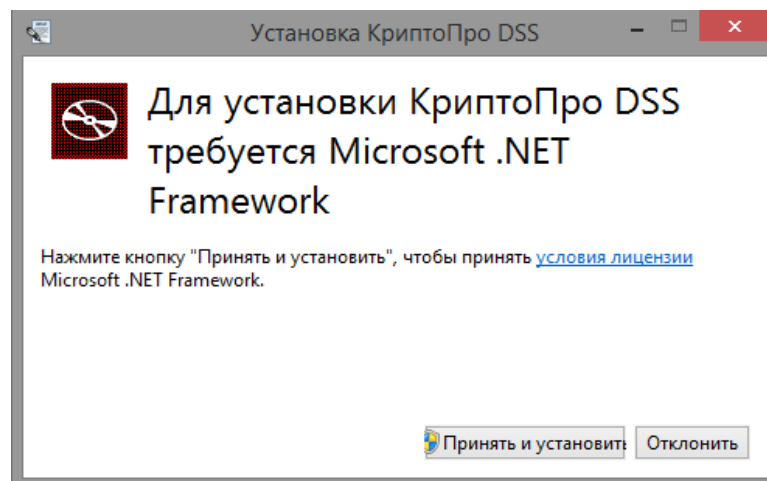 Установка КриптоПро DSS
Для установки КриптоПро DSS
требуется Microsoft .NET
Framework
Нажмите кнопку "Принять и установить", чтобы принять условия лицензии
Microsoft .NET Framework.
Принять и установить Отклонить